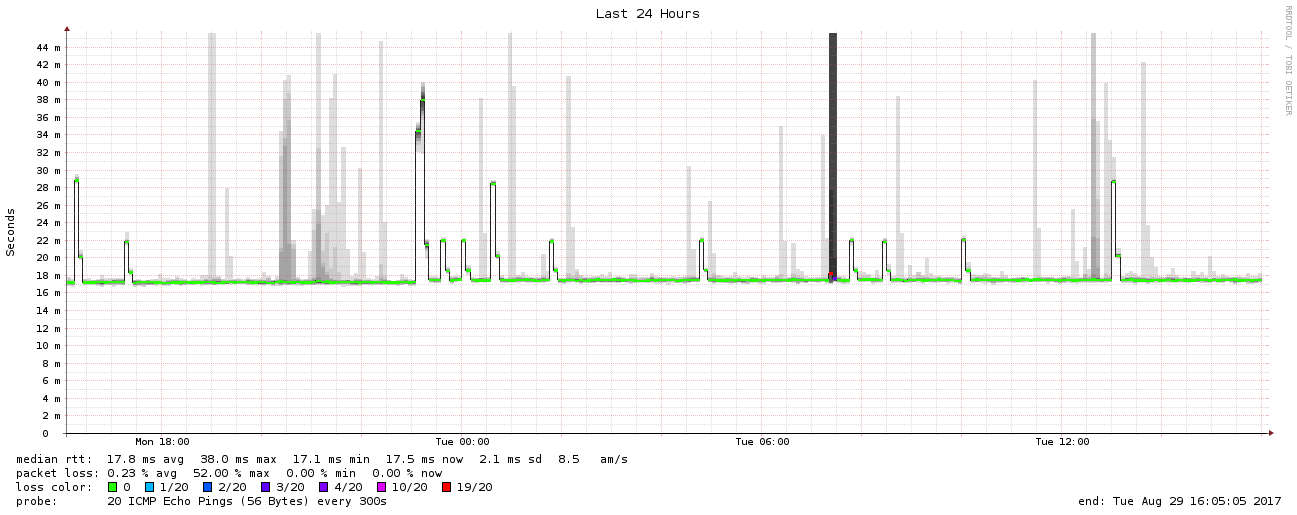 Last 24 Hours
RRDTOOL / TOBI OETIKER
Seconds
44 m
42 m
40 m
38 m
36 m
34 m
32 m
30 m
28 m
26 m
24 m
22 m
20 m
18 m
16 m
14 m
12 m
10 m
8 m
6 m
4 m
2 m
0
Mon 18:00 Tue 00:00 Tue 06:00 Tue 12:00
median rtt: 17.8 ms avg 38.0 ms max 17.1 ms min 17.5 ms now 2.1 ms sd 8.5 am/s
packet loss: 0.23 % avg 52.00 % max 0.00 % min 0.00 % now
loss color: 0 1/20 2/20 3/20 4/20 10/20 19/20
probe: 20 ICMP Echo Pings (56 Bytes) every 300s end: Tue Aug 29 16:05:05 2017